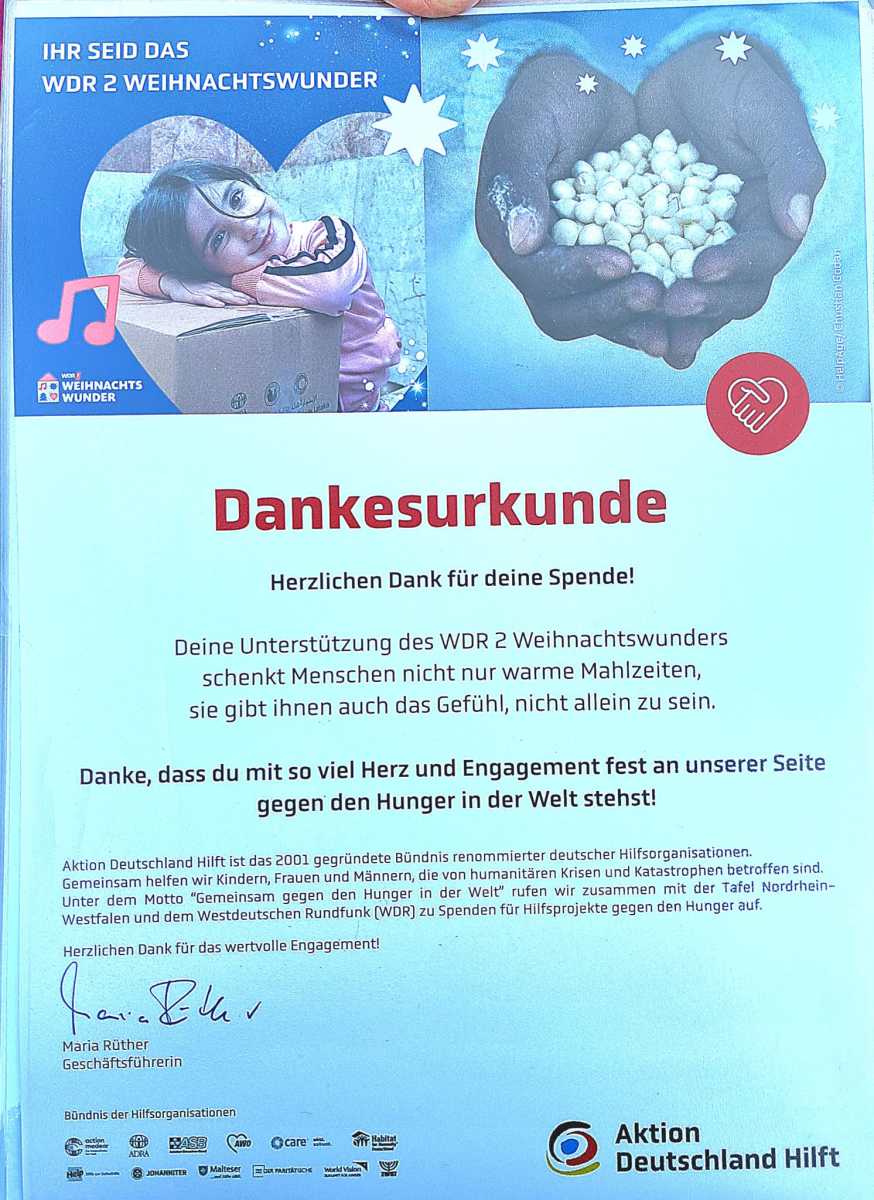 IHR SEID DAS
WDR 2 WEIHNACHTSWUNDER
WDR 2
WEIHNACHTS
WUNDER
© HelpAge/ Christian
Dankesurkunde
Herzlichen Dank für deine Spende!
Deine Unterstützung des WDR 2 Weihnachtswunders
schenkt Menschen nicht nur warme Mahlzeiten,
sie gibt ihnen auch das Gefühl, nicht allein zu sein.
Danke, dass du mit so viel Herz und Engagement fest an unserer Seite
gegen den Hunger in der Welt stehst!
Aktion Deutschland Hilft ist das 2001 gegründete Bündnis renommierter deutscher Hilfsorganisationen.
Gemeinsam helfen wir Kindern, Frauen und Männern, die von humanitären Krisen und Katastrophen betroffen sind.
Unter dem Motto “Gemeinsam gegen den Hunger in der Welt” rufen wir zusammen mit der Tafel Nordrhein-
Westfalen und dem Westdeutschen Rundfunk (WDR) zu Spenden für Hilfsprojekte gegen den Hunger auf.
Herzlichen Dank für das wertvolle Engagement!
Maria Rüther
Maria Rüther
Geschäftsführerin
Bündnis der Hilfsorganisationen
action
medeor
ADRA
ASB
AWO
care
Habitat
for Humanity
Help
JOHANNITER
Malteser
DER PARITÄTISCHE
World Vision
ZWST
Aktion
Deutschland Hilft